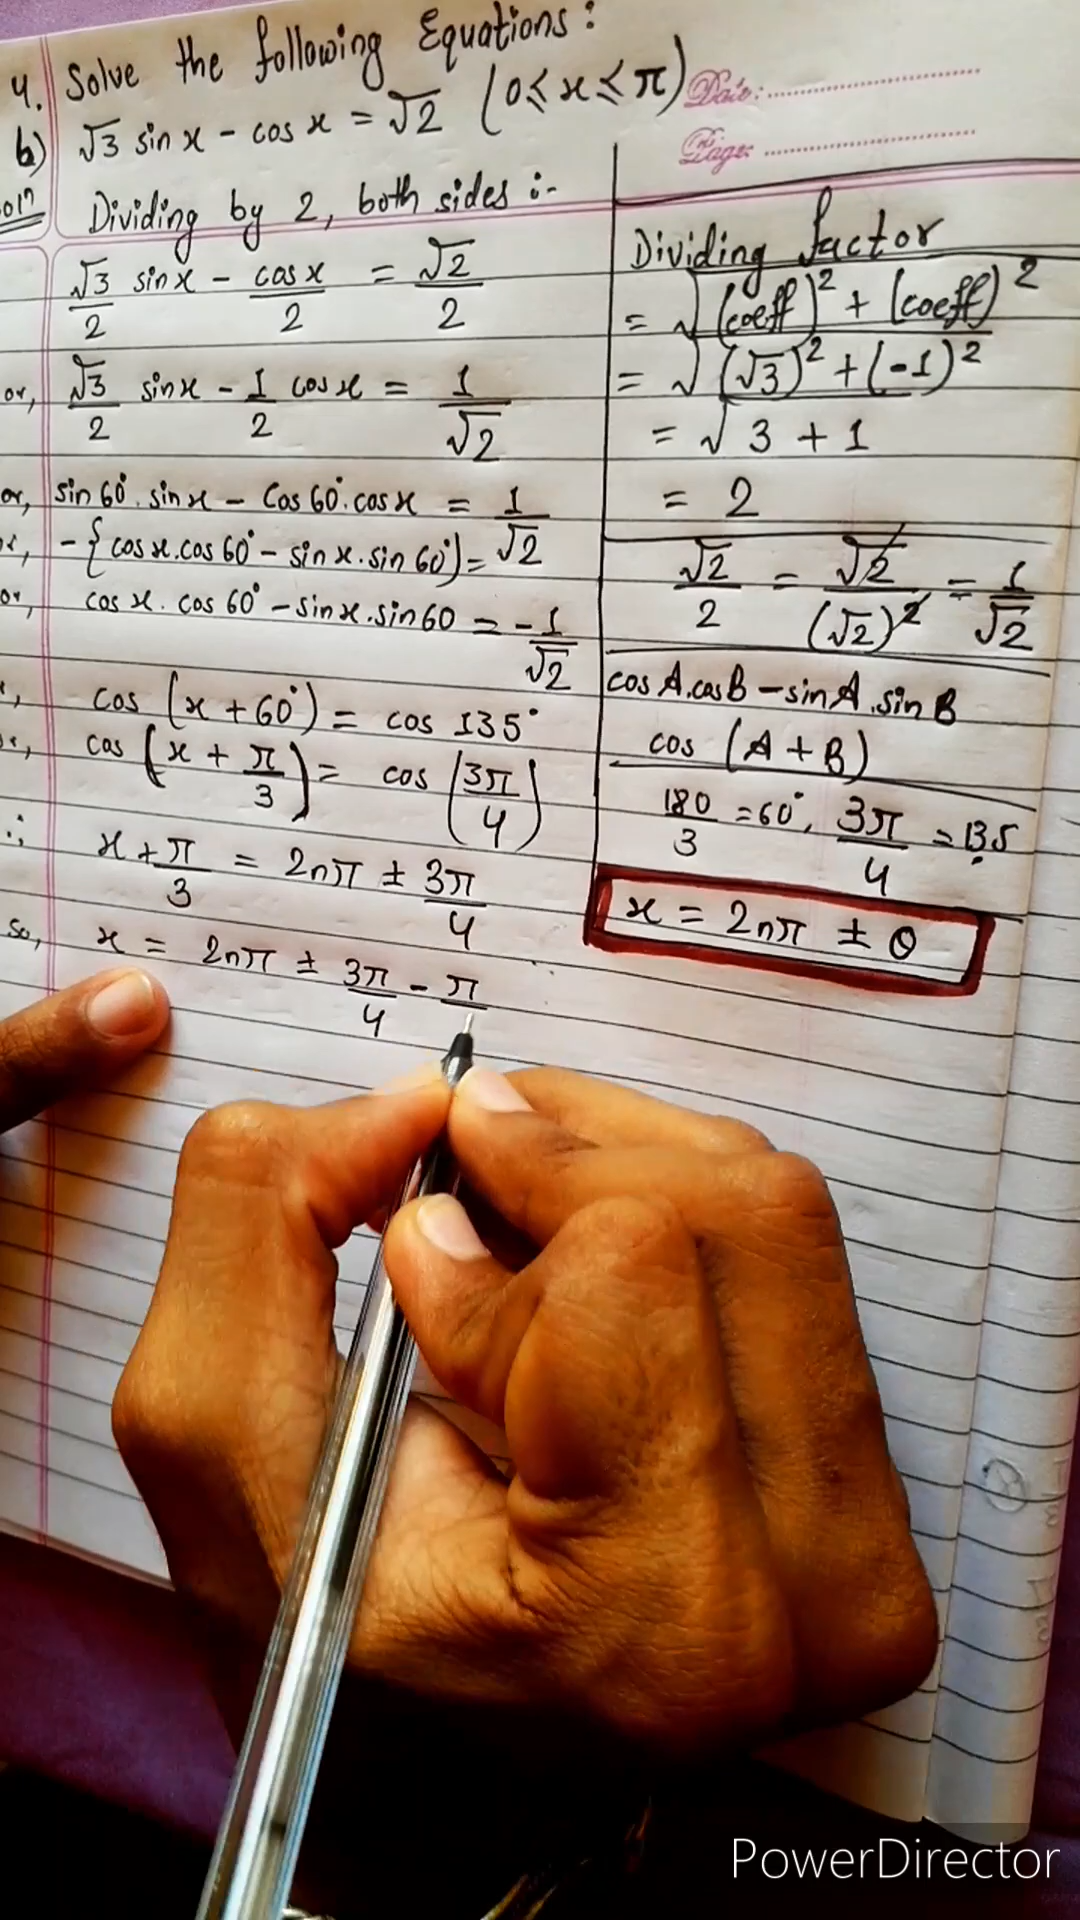 4. Solve the following Equations :
b) √3 sin x - cos x = √2 (0 ≤ x ≤ π)
Date:
Page:
Dividing by 2, both sides :-
√3/2 sin x - cos x/2 = √2/2
or, √3/2 sin x - 1/2 cos x = 1/√2
or, sin 60°. sin x - Cos 60°. cos x = 1/√2
- { cos x. cos 60° - sin x. sin 60° ) = 1/√2
or, cos x. cos 60° - sin x. sin 60 = - 1/√2
cos (x + 60°) = cos 135°
cos (x + π/3) = cos (3π/4)
∴ x + π/3 = 2nπ ± 3π/4
so, x = 2nπ ± 3π/4 - π
Dividing factor
= √(coeff)² + (coeff)²
= √(√3)² + (-1)²
= √3 + 1
= 2
√2/2 = √2/(√2)² = 1/√2
cos A. cos B - sin A. sin B
cos (A + B)
180/3 = 60°, 3π/4 = 135
x = 2nπ ± θ
PowerDirector